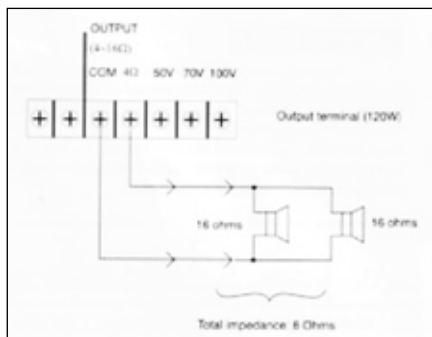 OUTPUT
(4-16Ω)
COM 4Ω 50V 70V 100V
Output terminal (120W)
16 ohms
16 ohms
Total impedance: 8 Ohms